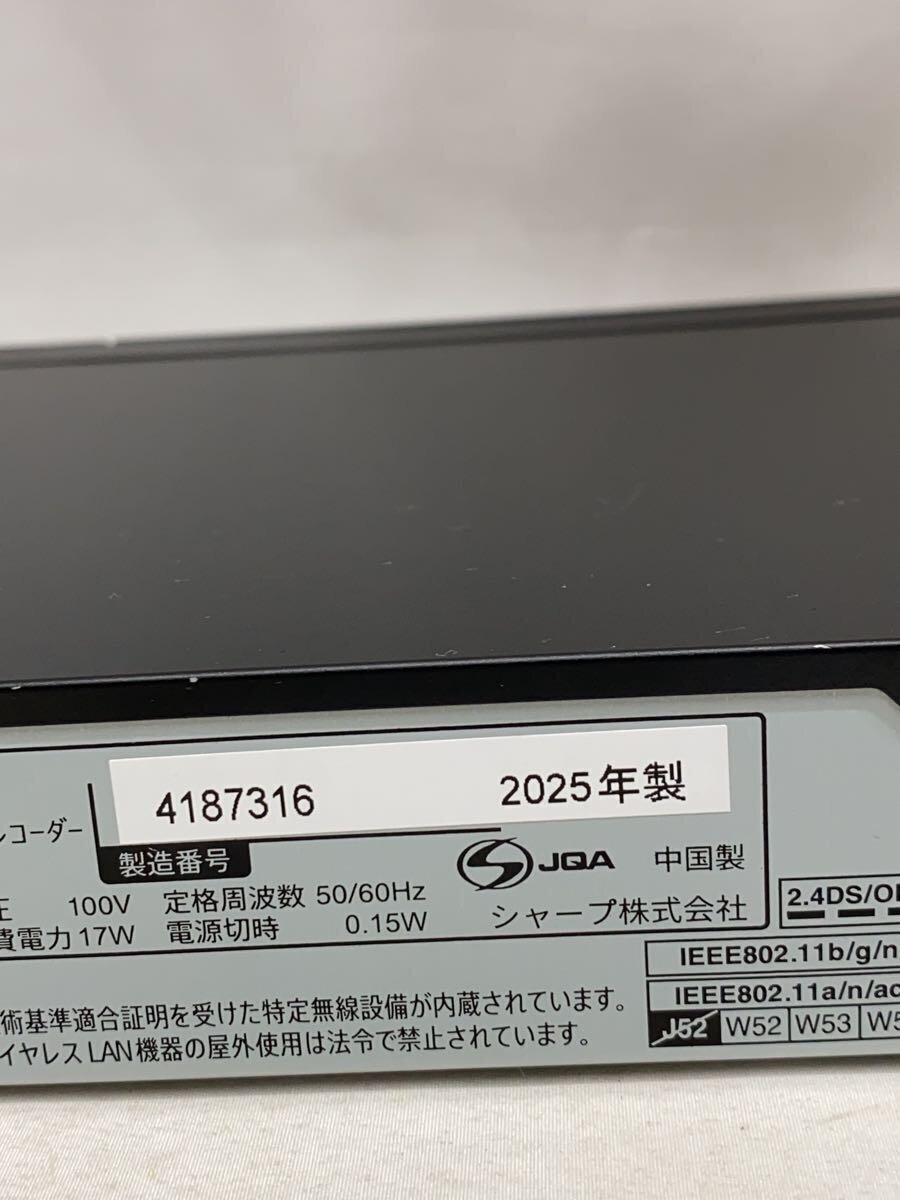 4187316 2025年製
レコーダー
製造番号
JQA 中国製
圧 100V 定格周波数 50/60Hz
シャープ株式会社
費電力 17W 電源切時 0.15W
2.4DS/O
IEEE802.11b/g/n
IEEE802.11a/n/ac
J52 W52 W53 W5
術基準適合証明を受けた特定無線設備が内蔵されています。
イヤレスLAN機器の屋外使用は法令で禁止されています。